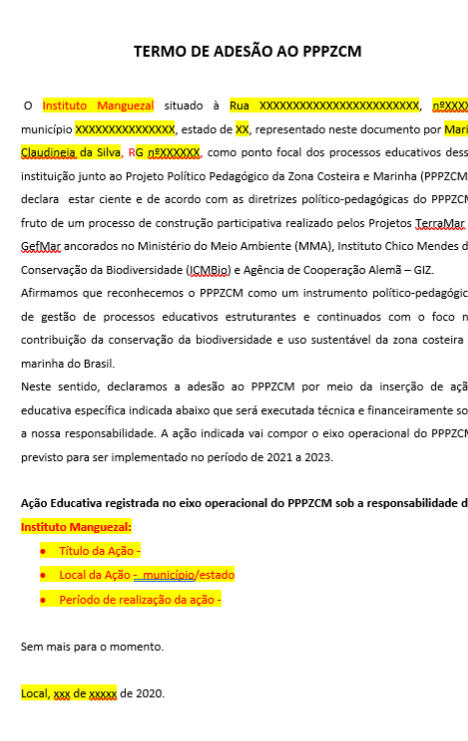 TERMO DE ADESÃO AO PPPZCM
O Instituto Manguezal situado à Rua XXXXXXXXXXXXXXXXXXXXXXXX, nºXXXX
município XXXXXXXXXXXXXXX, estado de XX, representado neste documento por Mari
Claudineia da Silva, RG nºXXXXXX, como ponto focal dos processos educativos dess
instituição junto ao Projeto Político Pedagógico da Zona Costeira e Marinha (PPPZCM
declara estar ciente e de acordo com as diretrizes político-pedagógicas do PPPZCM
fruto de um processo de construção participativa realizado pelos Projetos TerraMar
GefMar ancorados no Ministério do Meio Ambiente (MMA), Instituto Chico Mendes d
Conservação da Biodiversidade (ICMBio) e Agência de Cooperação Alemã – GIZ.
Afirmamos que reconhecemos o PPPZCM como um instrumento político-pedagógic
de gestão de processos educativos estruturantes e continuados com o foco n
contribuição da conservação da biodiversidade e uso sustentável da zona costeira
marinha do Brasil.
Neste sentido, declaramos a adesão ao PPPZCM por meio da inserção de açã
educativa específica indicada abaixo que será executada técnica e financeiramente so
a nossa responsabilidade. A ação indicada vai compor o eixo operacional do PPPZCM
previsto para ser implementado no período de 2021 a 2023.
Ação Educativa registrada no eixo operacional do PPPZCM sob a responsabilidade d
Instituto Manguezal:
• Título da Ação -
• Local da Ação - município/estado
• Período de realização da ação -
Sem mais para o momento.
Local, xxx de xxxxx de 2020.